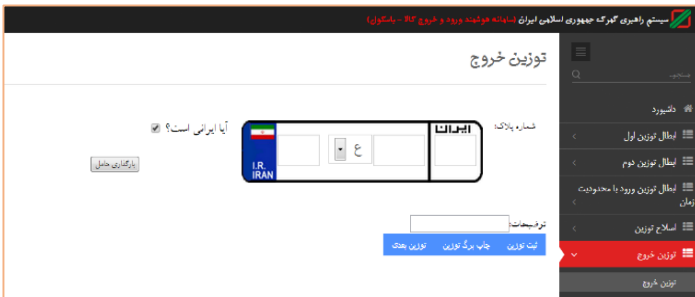 سیستم راهبری گمرک جمهوری اسلامی ایران (سامانه هوشمند ورود و خروج کالا - باسکول)
جستجو...
داشبورد
ابطال توزین اول
ابطال توزین دوم
ابطال توزین ورود با محدودیت زمان
اصلاح توزین
توزین خروج
توزین خروج
توزین خروج
شماره پلاک:
ایران
ع
I.R.
IRAN
آیا ایرانی است؟
بارگذاری حامل
توضیحات:
ثبت توزین چاپ برگ توزین توزین بعدی